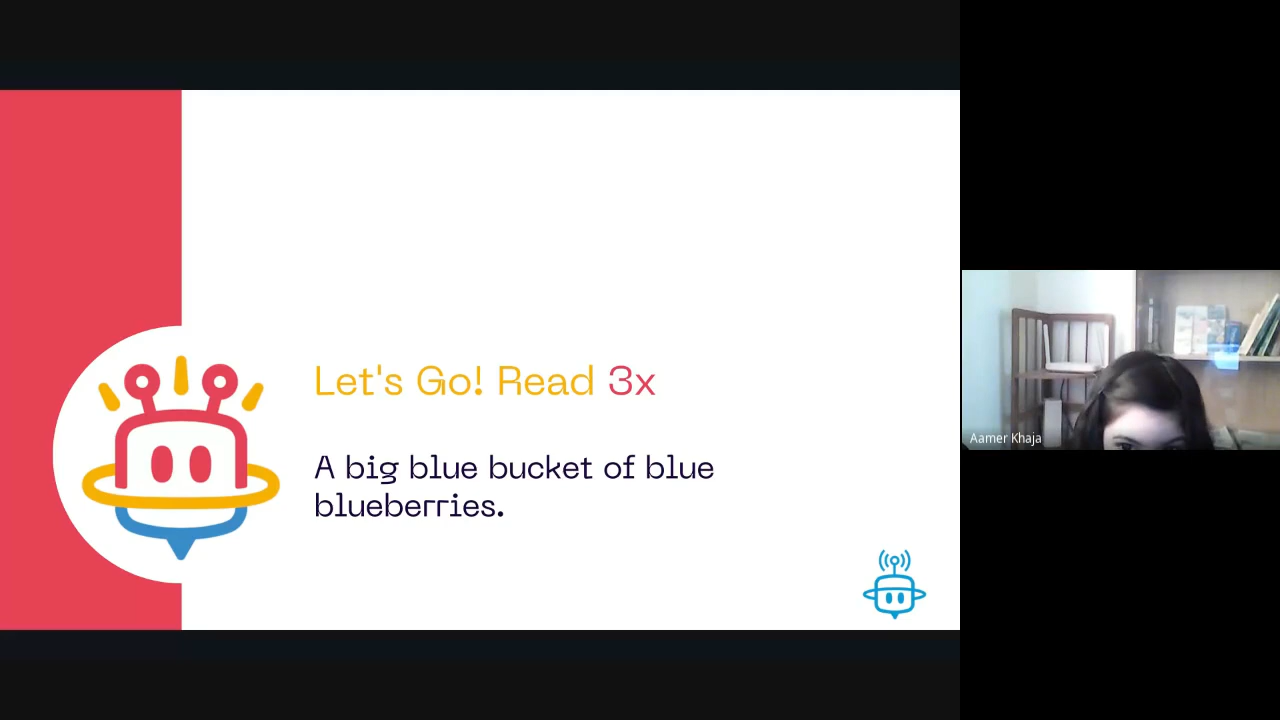 Let's Go! Read 3x
A big blue bucket of blue
blueberries.
Aamer Khaja